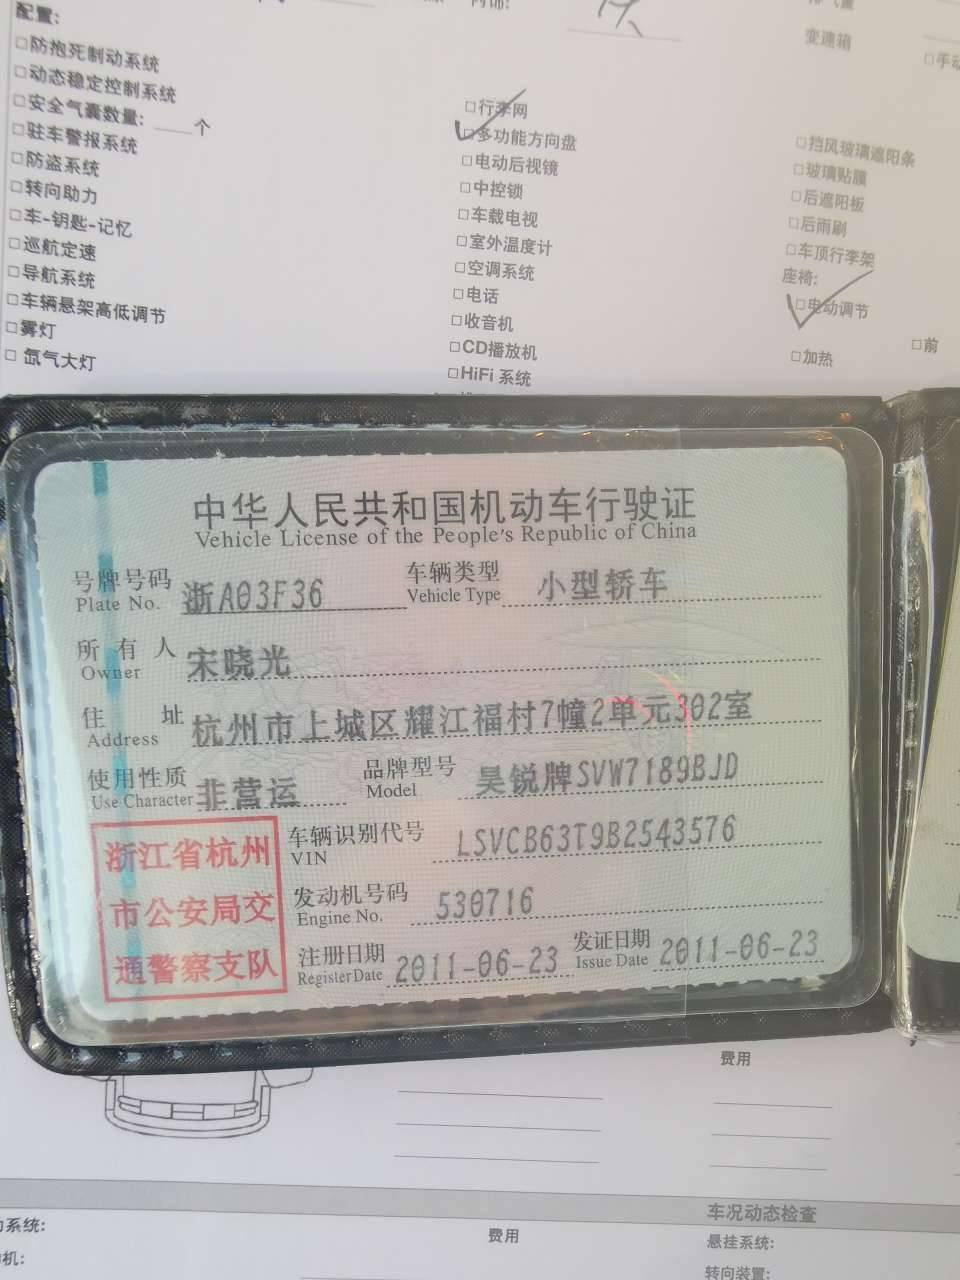 配置:
内饰:
变速箱
□手动
□防抱死制动系统
□动态稳定控制系统
□安全气囊数量: ___个
□驻车警报系统
□防盗系统
□转向助力
□车-钥匙-记忆
□巡航定速
□导航系统
□车辆悬架高低调节
□雾灯
□氙气大灯
□行李网
□多功能方向盘
□电动后视镜
□中控锁
□车载电视
□室外温度计
□空调系统
□电话
□收音机
□CD播放机
□HiFi 系统
□挡风玻璃遮阳条
□玻璃贴膜
□后遮阳板
□后雨刷
□车顶行李架
座椅:
□电动调节
□加热
□前
中华人民共和国机动车行驶证
Vehicle License of the People's Republic of China
号牌号码 浙A03F36 车辆类型 小型轿车
Plate No. Vehicle Type
所有人 宋晓光
Owner
住址 杭州市上城区耀江福村7幢2单元302室
Address
使用性质 非营运 品牌型号 昊锐牌SVW7189BJD
Use Character Model
浙江省杭州
市公安局交
通警察支队
车辆识别代号 LSVCB63T9B2543576
VIN
发动机号码 530716
Engine No.
注册日期 2011-06-23 发证日期 2011-06-23
Register Date Issue Date
费用
车况动态检查
系统:
费用
悬挂系统:
机:
转向装置: